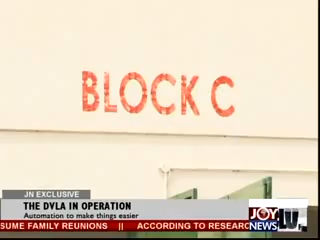 BLOCK C
JN EXCLUSIVE
THE DVLA IN OPERATION
Automation to make things easier
JOY
NEWS
SUME FAMILY REUNIONS || ACCORDING TO RESEARC